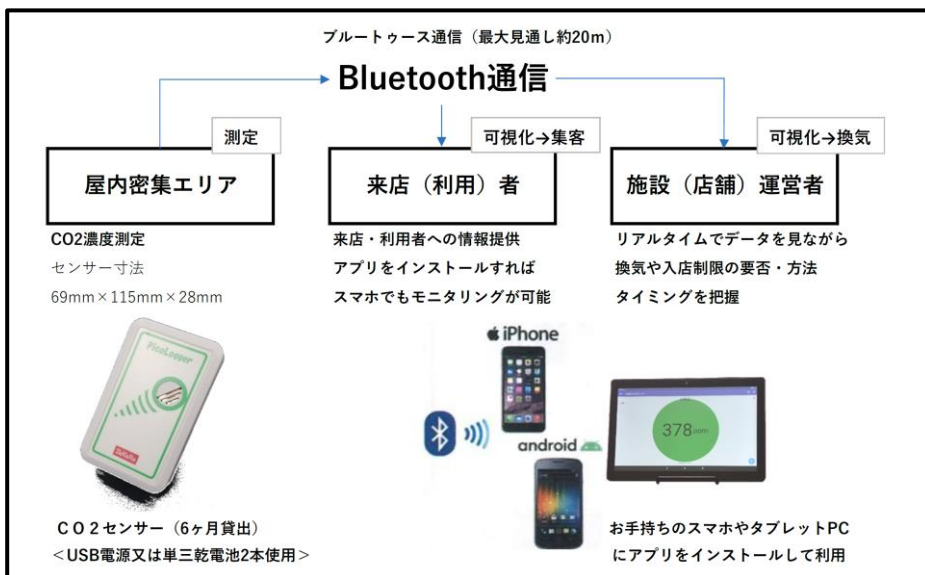 ブルートゥース通信（最大見通し約20m）
Bluetooth通信
測定
屋内密集エリア
CO2濃度測定
センサー寸法
69mm×115mm×28mm
可視化→集客
来店（利用）者
来店・利用者への情報提供
アプリをインストールすれば
スマホでもモニタリングが可能
可視化→換気
施設（店舗）運営者
リアルタイムでデータを見ながら
換気や入店制限の要否・方法
タイミングを把握
PicoLogger
iPhone
android
378 ppm
ＣＯ２センサー（6ヶ月貸出）
＜USB電源又は単三乾電池2本使用＞
お手持ちのスマホやタブレットPC
にアプリをインストールして利用